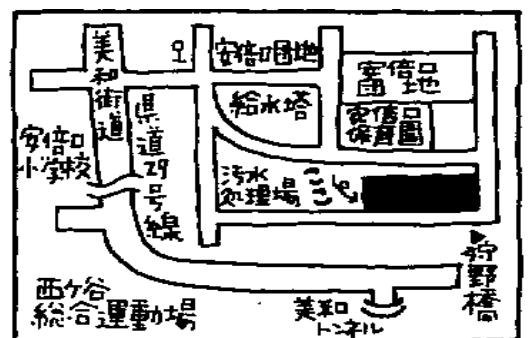 美和街道
안倍口団地
安倍口団地
給水塔
安倍口保育園
県道29号線
安倍口小学校
汚水処理場
ここ
狩野橋
西ケ谷総合運動場
美和トンネル